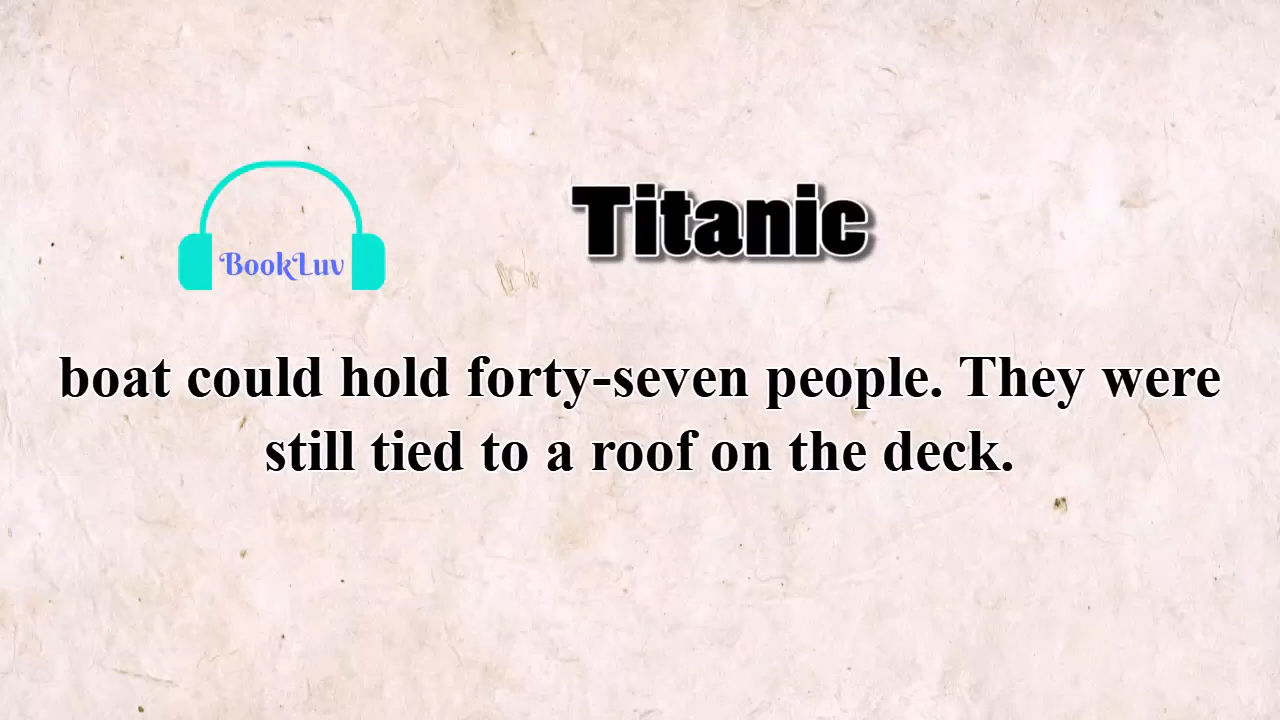 BookLuv
Titanic
boat could hold forty-seven people. They were
still tied to a roof on the deck.